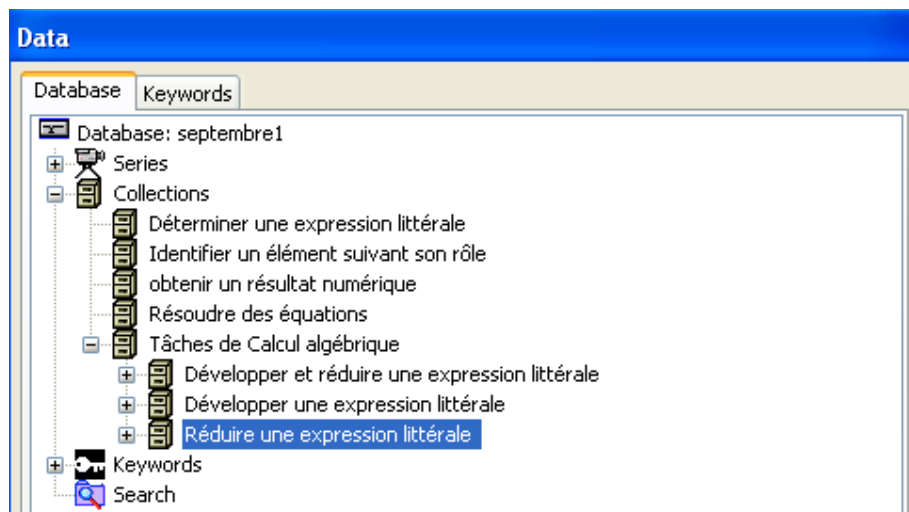 Data
Database Keywords
Database: septembre1
Series
Collections
Déterminer une expression littérale
Identifier un élément suivant son rôle
obtenir un résultat numérique
Résoudre des équations
Tâches de Calcul algébrique
Développer et réduire une expression littérale
Développer une expression littérale
Réduire une expression littérale
Keywords
Search